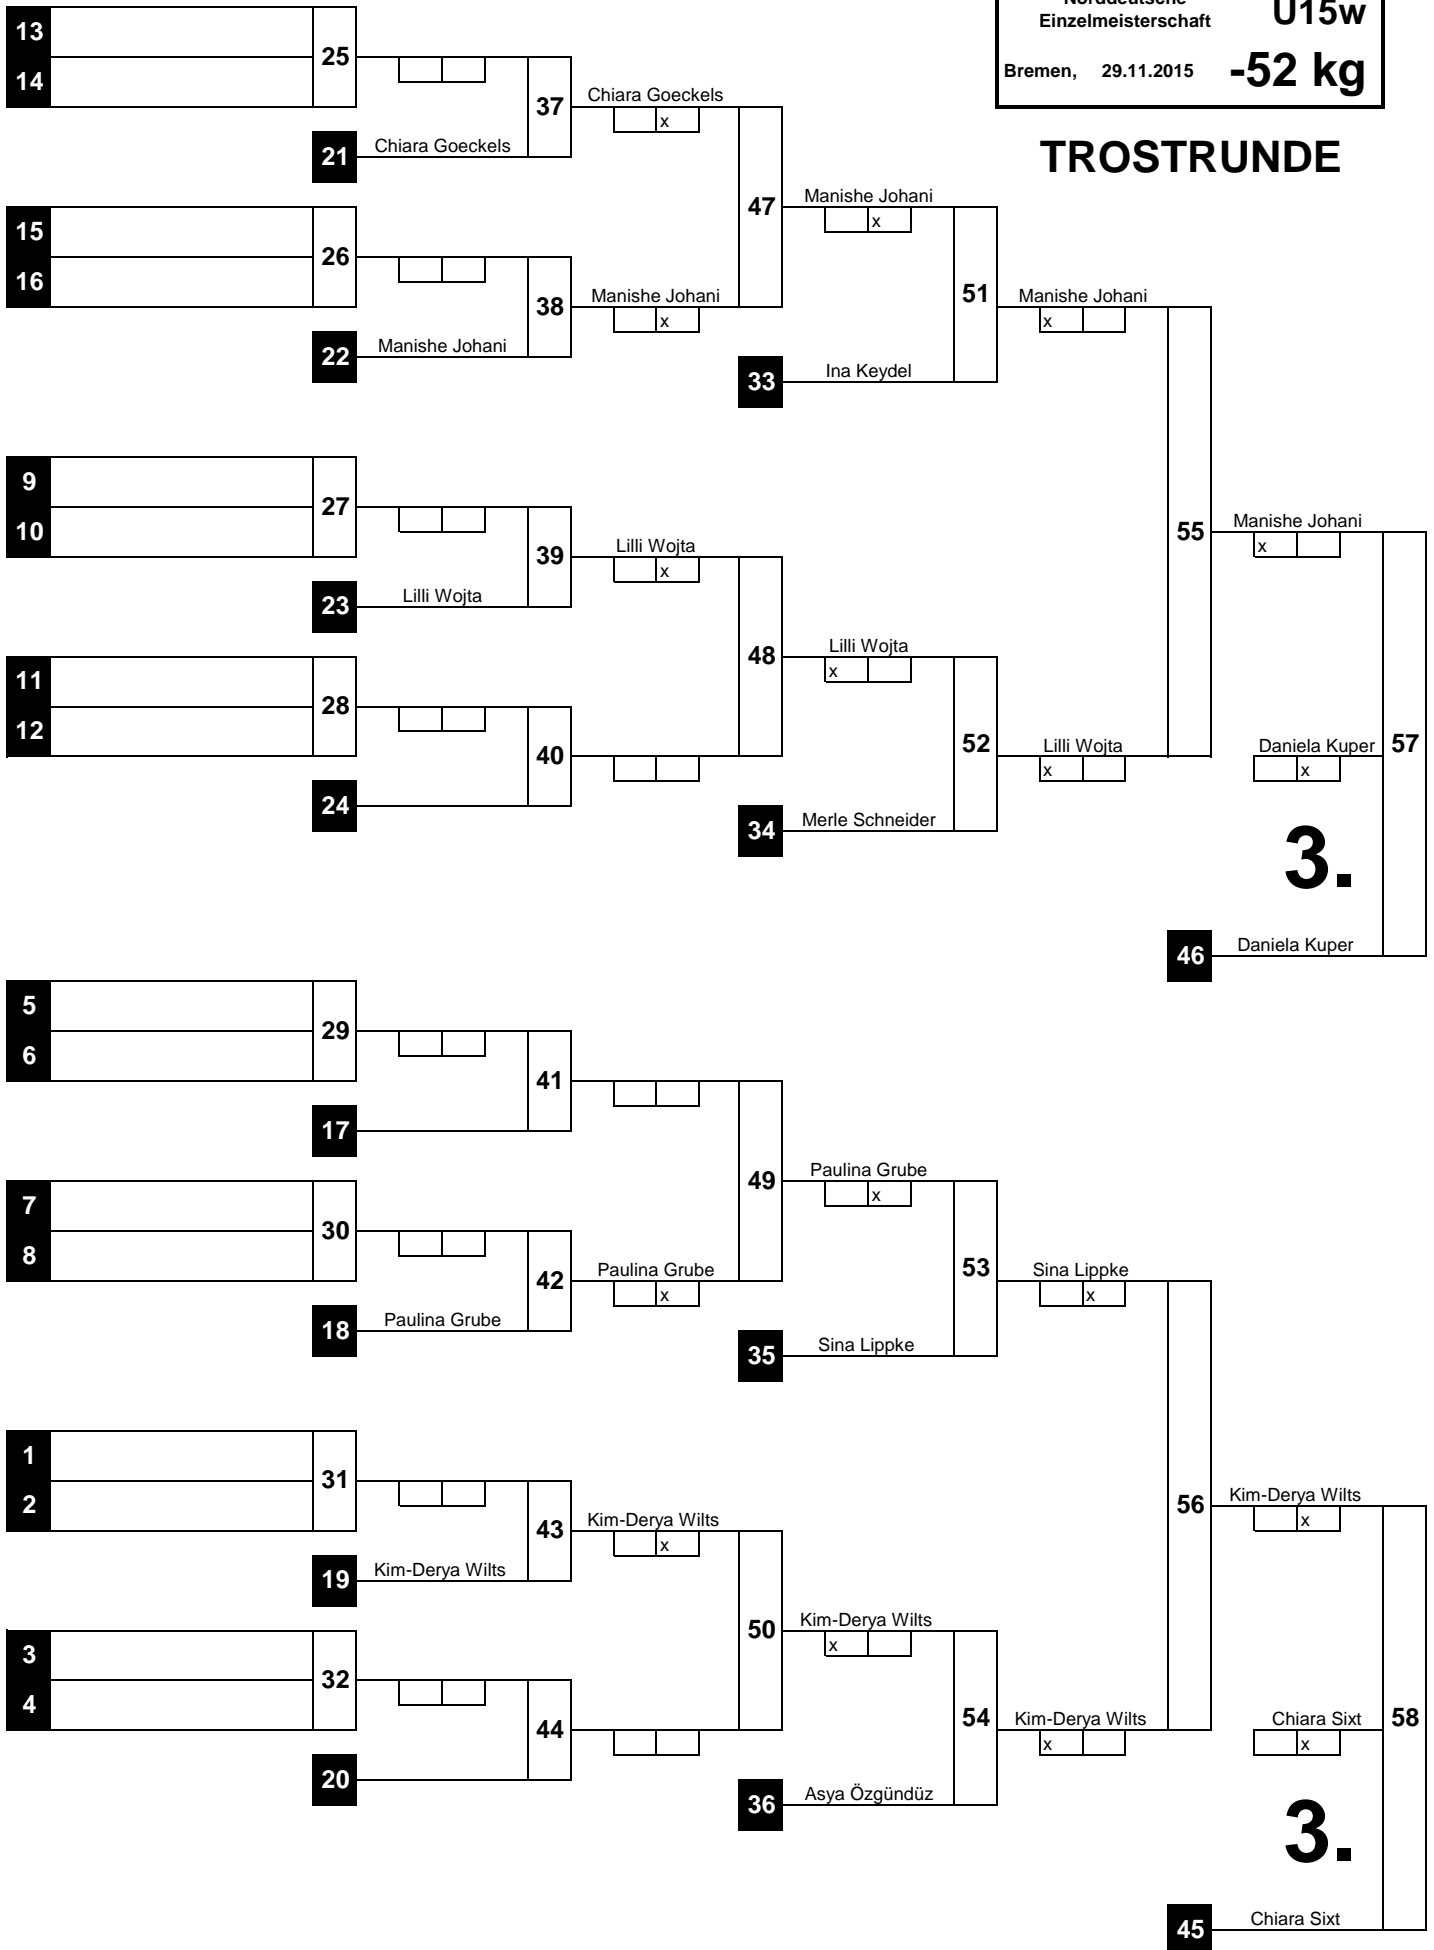 Norddeutsche
Einzelmeisterschaft
U15w
Bremen, 29.11.2015 -52 kg
TROSTRUNDE
13
14
25
21
Chiara Goeckels
37
Chiara Goeckels
x
15
16
26
22
Manishe Johani
38
Manishe Johani
x
47
Manishe Johani
x
33
Ina Keydel
51
Manishe Johani
x
9
10
27
23
Lilli Wojta
39
Lilli Wojta
x
11
12
28
24
40
48
Lilli Wojta
x
34
Merle Schneider
52
Lilli Wojta
x
55
Manishe Johani
x
Daniela Kuper
x
57
3.
46
Daniela Kuper
5
6
29
17
41
7
8
30
18
Paulina Grube
42
Paulina Grube
x
49
Paulina Grube
x
35
Sina Lippke
53
Sina Lippke
x
1
2
31
19
Kim-Derya Wilts
43
Kim-Derya Wilts
x
3
4
32
20
44
50
Kim-Derya Wilts
x
36
Asya Özgündüz
54
Kim-Derya Wilts
x
56
Kim-Derya Wilts
x
Chiara Sixt
x
58
3.
45
Chiara Sixt